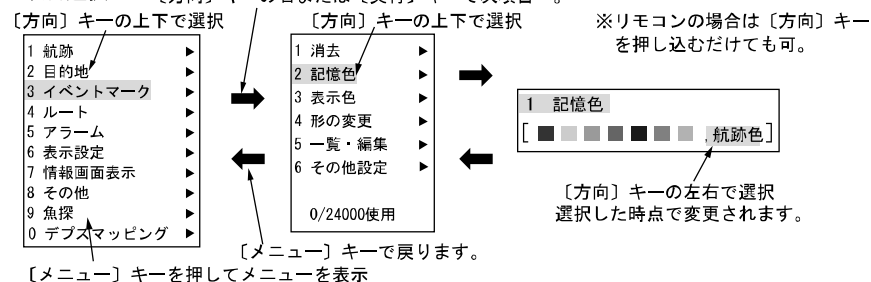 〔方向〕キーの上下で選択
〔方向〕キーの上下で選択
※リモコンの場合は〔方向〕キー
を押し込むだけても可。
1 航跡 ▶
2 目的地 ▶
3 イベントマーク ▶
4 ルート ▶
5 アラーム ▶
6 表示設定 ▶
7 情報画面表示 ▶
8 その他 ▶
9 魚探 ▶
0 デプスマッピング ▶
1 消去 ▶
2 記憶色 ▶
3 表示色 ▶
4 形の変更 ▶
5 一覧・編集 ▶
6 その他設定 ▶
0/24000使用
1 記憶色
[ ■ ■ ■ ■ ■ ■ ■ ,航跡色]
〔方向〕キーの左右で選択
選択した時点で変更されます。
〔メニュー〕キーで戻ります。
〔メニュー〕キーを押してメニューを表示